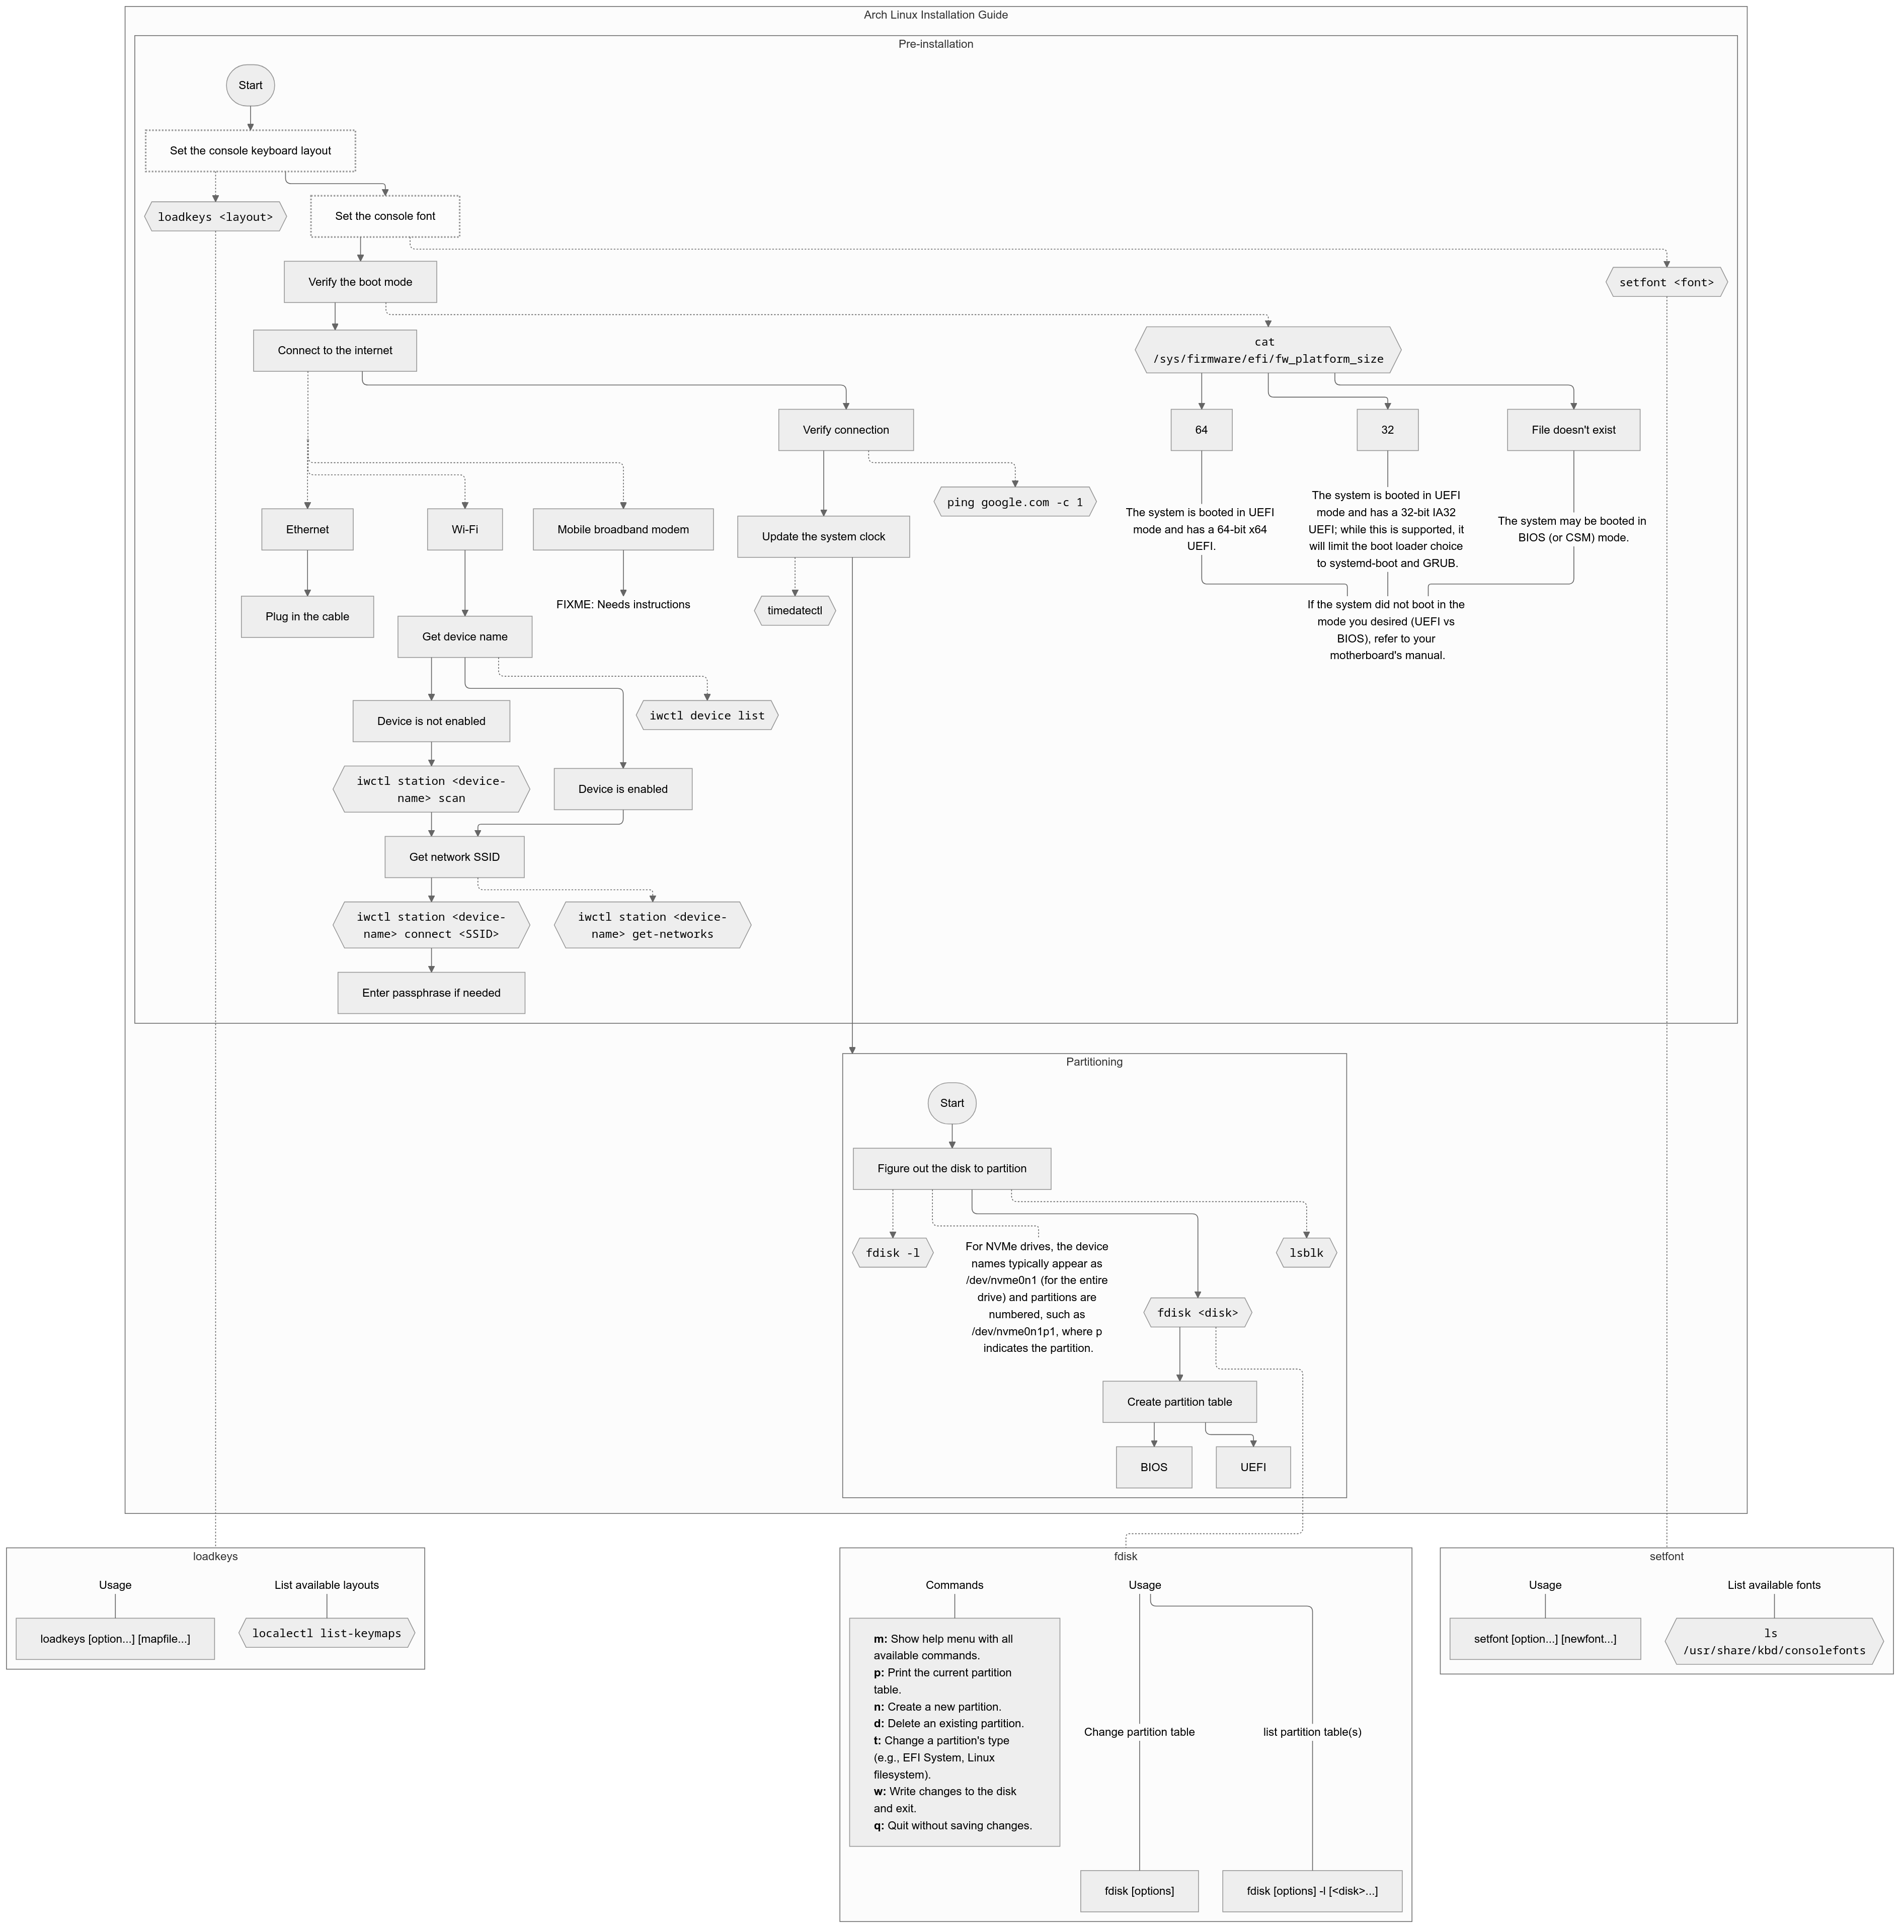 Arch Linux Installation Guide
Pre-installation
Start
Set the console keyboard layout
loadkeys <layout>
Set the console font
Verify the boot mode
setfont <font>
Connect to the internet
cat
/sys/firmware/efi/fw_platform_size
Verify connection
64
32
File doesn't exist
ping google.com -c 1
The system is booted in UEFI
mode and has a 64-bit x64
UEFI.
The system is booted in UEFI
mode and has a 32-bit IA32
UEFI; while this is supported, it
will limit the boot loader choice
to systemd-boot and GRUB.
The system may be booted in
BIOS (or CSM) mode.
Ethernet
Wi-Fi
Mobile broadband modem
Update the system clock
Plug in the cable
FIXME: Needs instructions
timedatectl
If the system did not boot in the
mode you desired (UEFI vs
BIOS), refer to your
motherboard's manual.
Get device name
Device is not enabled
iwctl device list
iwctl station <device-
name> scan
Device is enabled
Get network SSID
iwctl station <device-
name> connect <SSID>
iwctl station <device-
name> get-networks
Enter passphrase if needed
Partitioning
Start
Figure out the disk to partition
fdisk -l
For NVMe drives, the device
names typically appear as
/dev/nvme0n1 (for the entire
drive) and partitions are
numbered, such as
/dev/nvme0n1p1, where p
indicates the partition.
lsblk
fdisk <disk>
Create partition table
BIOS
UEFI
loadkeys
Usage
List available layouts
loadkeys [option...] [mapfile...]
localectl list-keymaps
fdisk
Commands
Usage
m: Show help menu with all
available commands.
p: Print the current partition
table.
n: Create a new partition.
d: Delete an existing partition.
t: Change a partition's type
(e.g., EFI System, Linux
filesystem).
w: Write changes to the disk
and exit.
q: Quit without saving changes.
Change partition table
list partition table(s)
fdisk [options]
fdisk [options] -l [<disk>...]
setfont
Usage
List available fonts
setfont [option...] [newfont...]
ls
/usr/share/kbd/consolefonts